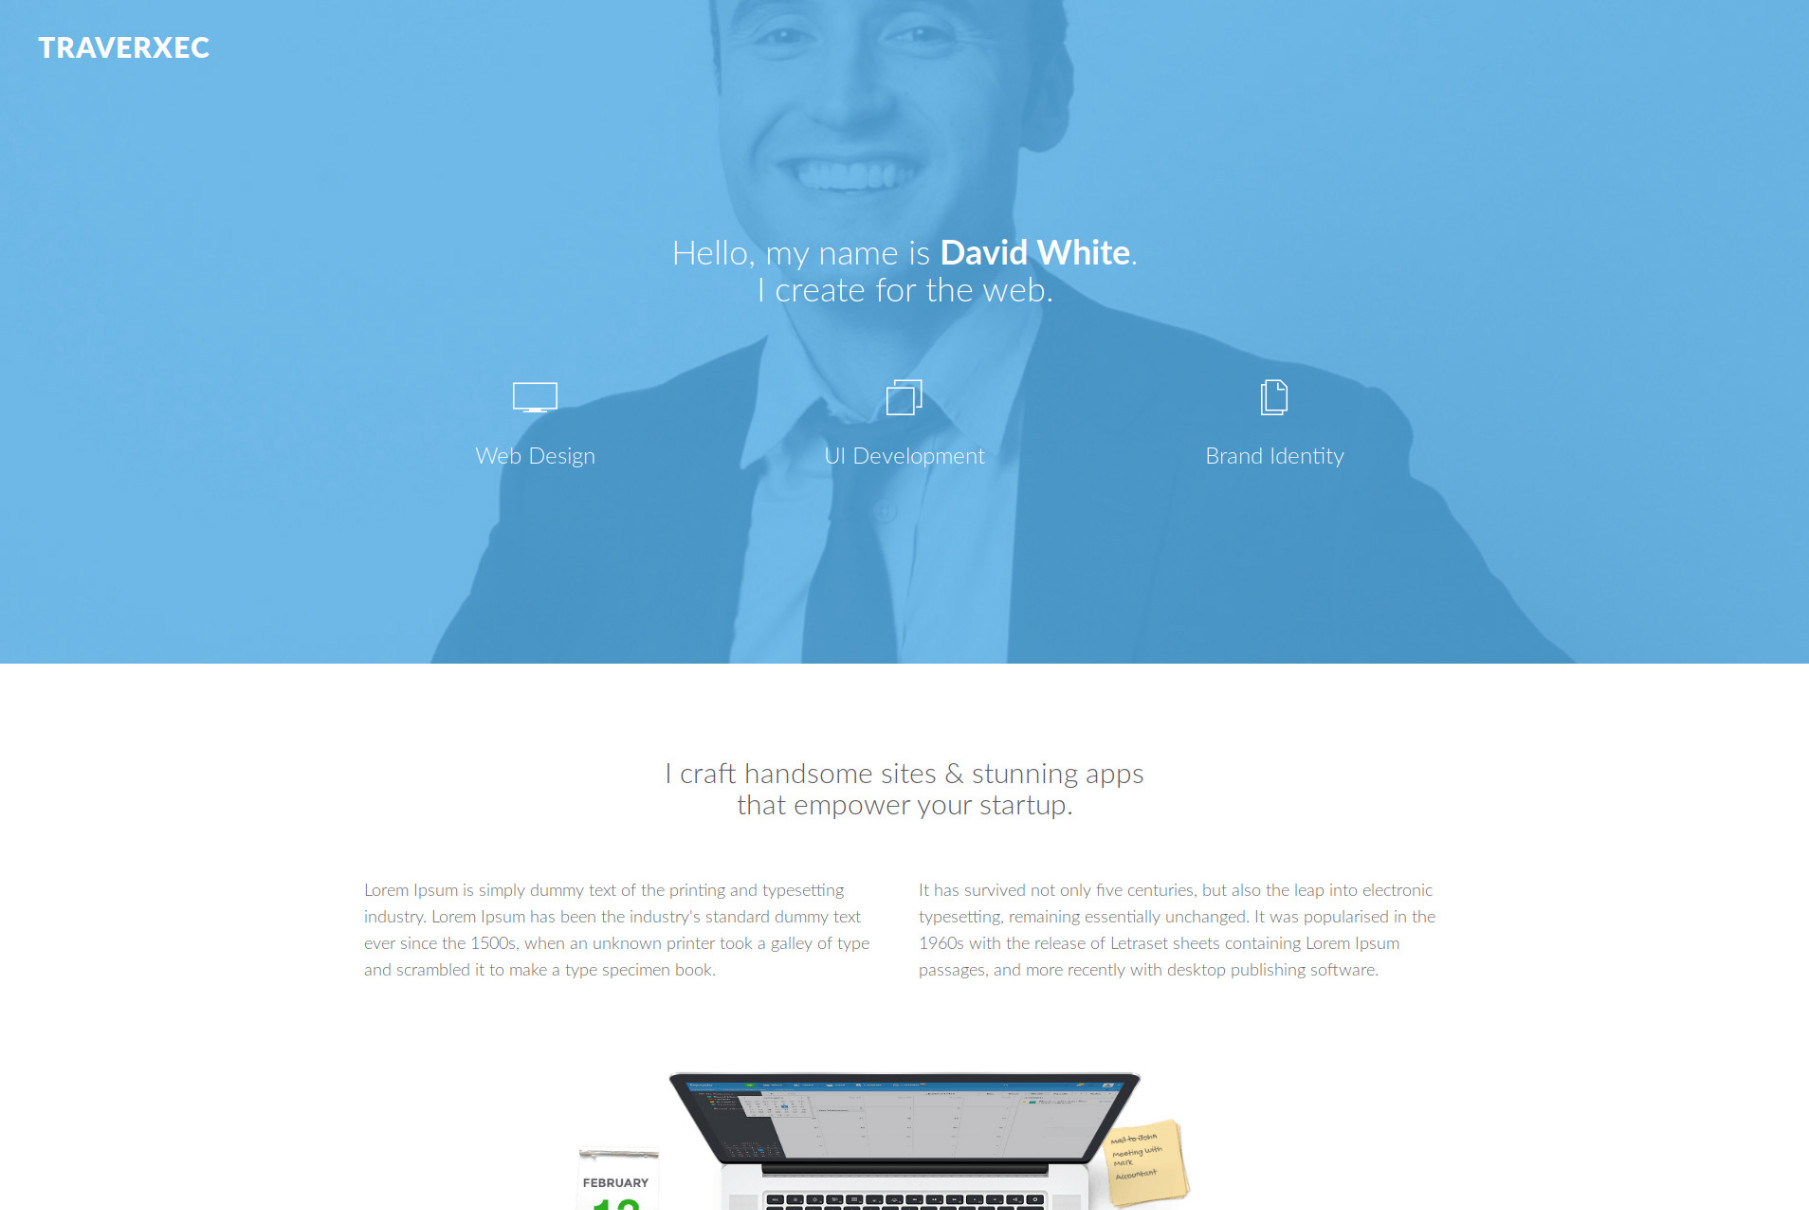 TRAVERXEC
Hello, my name is David White.
I create for the web.
Web Design
UI Development
Brand Identity
I craft handsome sites & stunning apps
that empower your startup.
Lorem Ipsum is simply dummy text of the printing and typesetting
industry. Lorem Ipsum has been the industry's standard dummy text
ever since the 1500s, when an unknown printer took a galley of type
and scrambled it to make a type specimen book.
It has survived not only five centuries, but also the leap into electronic
typesetting, remaining essentially unchanged. It was popularised in the
1960s with the release of Letraset sheets containing Lorem Ipsum
passages, and more recently with desktop publishing software.
Mail to John
Meeting with
Mark
Accountant
FEBRUARY